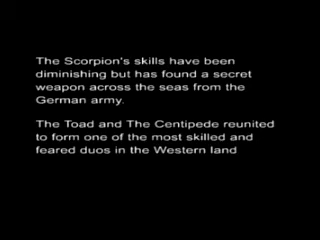 The Scorpion's skills have been
diminishing but has found a secret
weapon across the seas from the
German army.
The Toad and The Centipede reunited
to form one of the most skilled and
feared duos in the Western land